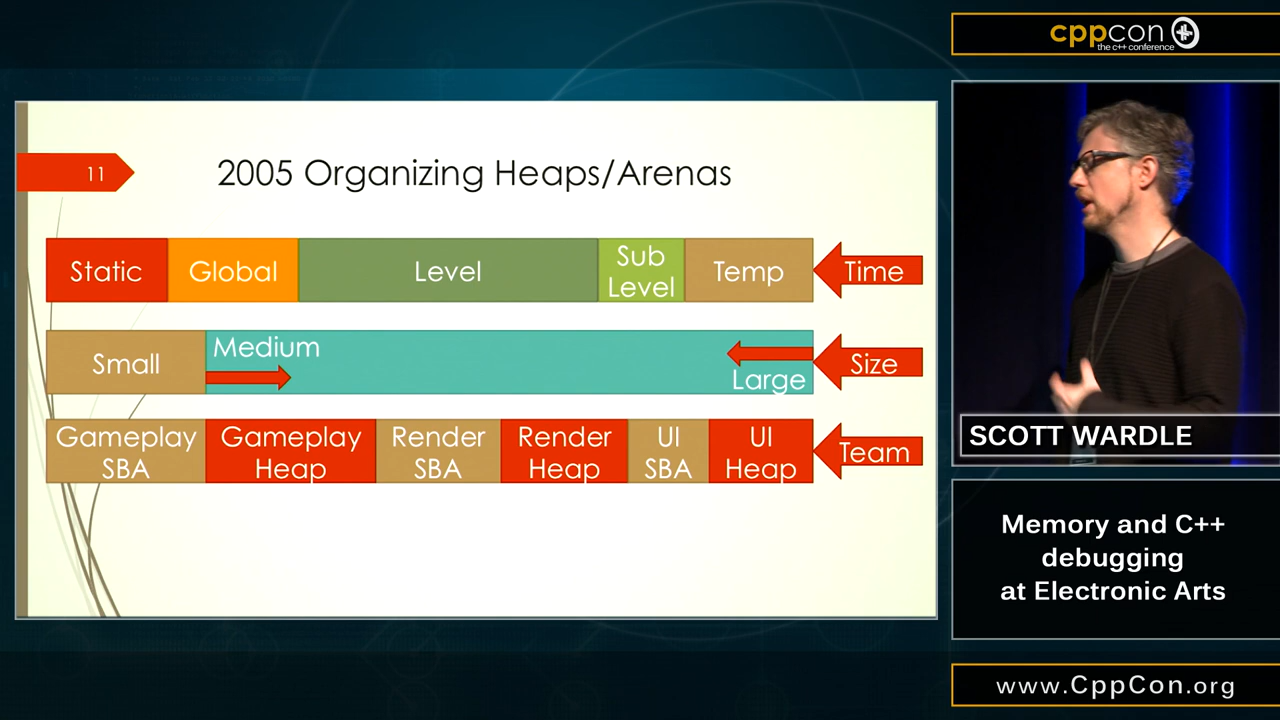 cppcon
the c++ conference
11
2005 Organizing Heaps/Arenas
Static
Global
Level
Sub
Level
Temp
Time
Small
Medium
Large
Size
Gameplay
SBA
Gameplay
Heap
Render
SBA
Render
Heap
UI
SBA
UI
Heap
Team
SCOTT WARDLE
Memory and C++
debugging
at Electronic Arts
www.CppCon.org